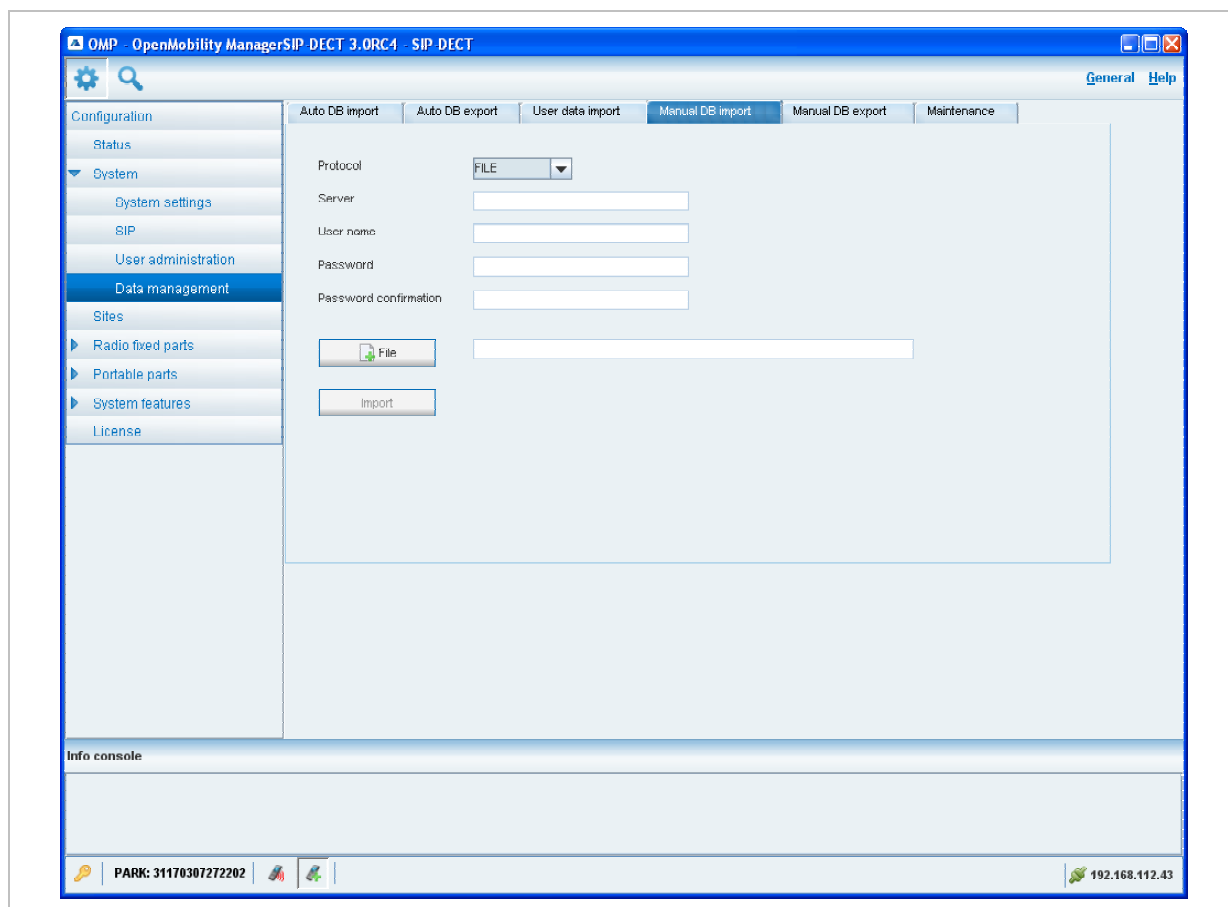 OMP - OpenMobility ManagerSIP-DECT 3.0RC4 - SIP-DECT
General Help
Configuration
Status
System
System settings
SIP
User administration
Data management
Sites
Radio fixed parts
Portable parts
System features
License
Auto DB import Auto DB export User data import Manual DB import Manual DB export Maintenance
Protocol FILE
Server
User name
Password
Password confirmation
File
Import
Info console
PARK: 31170307272202 192.168.112.43